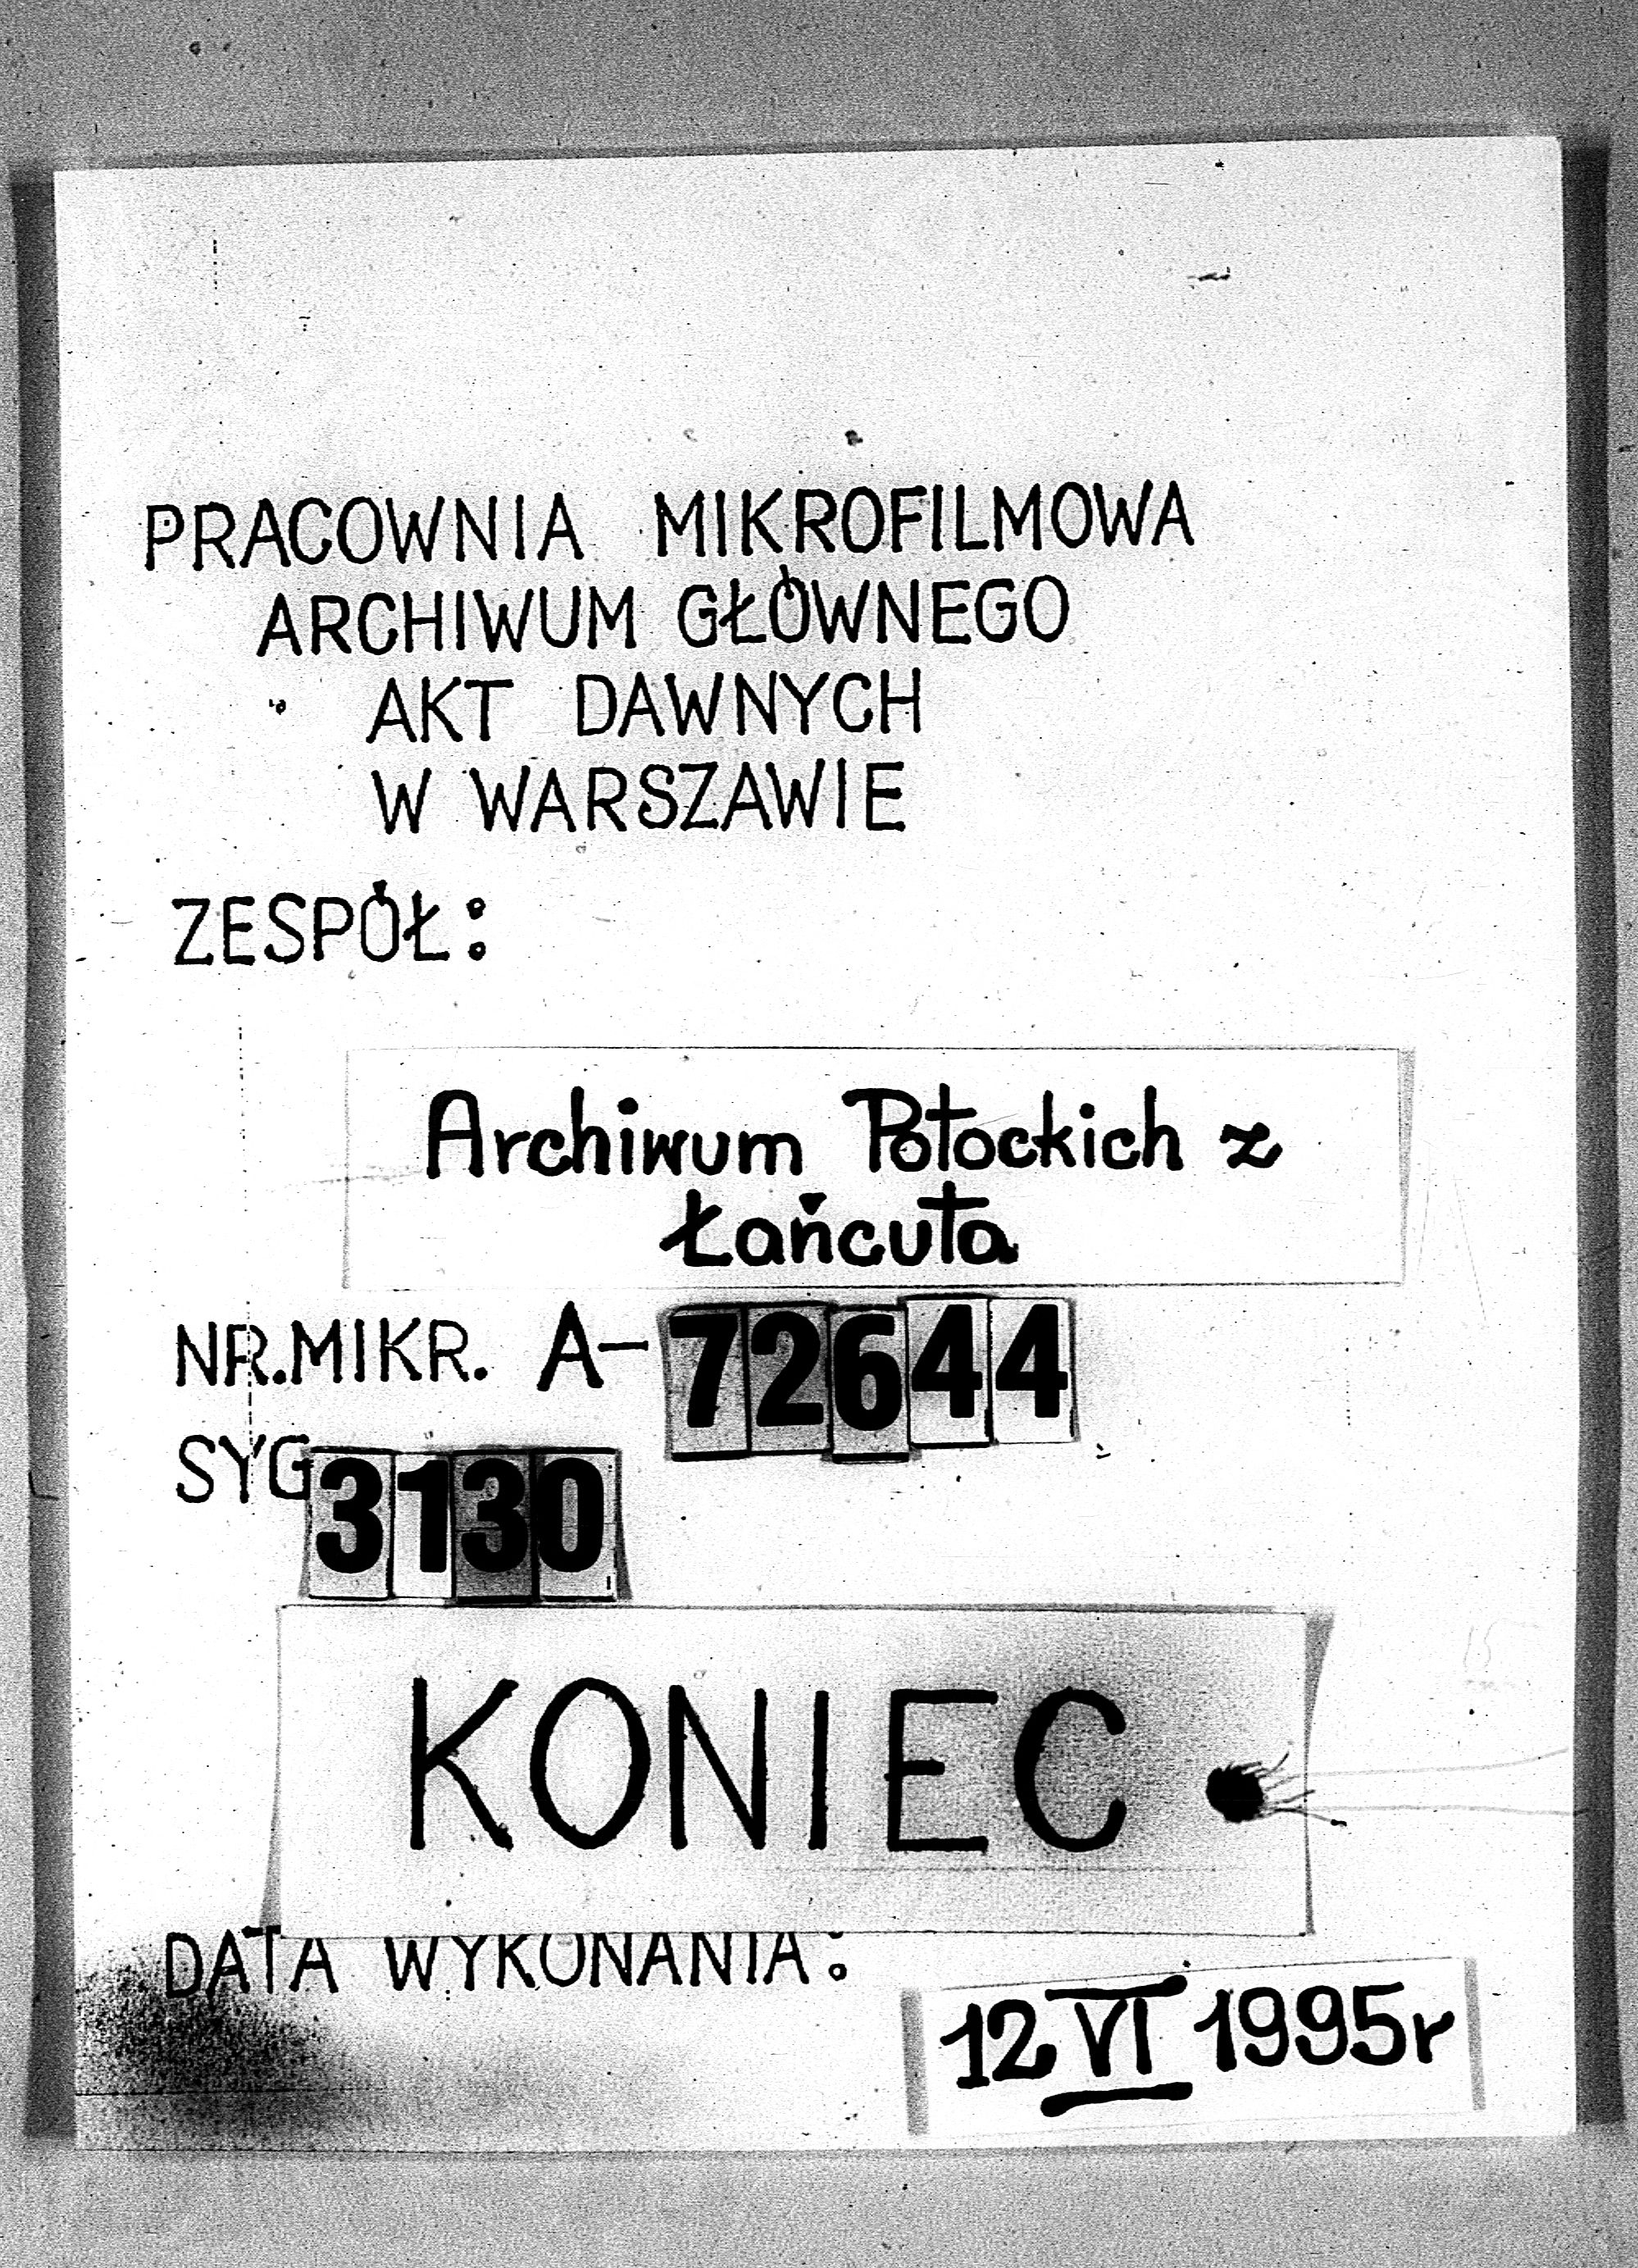 PRACOWNIA MIKROFILMOWA
ARCHIWUM GŁÓWNEGO
AKT DAWNYCH
W WARSZAWIE
ZESPÓŁ:
Archiwum Potockich z
Łańcuta
NR.MIKR. A-72644
SYG 3130
KONIEC
DATA WYKONANIA:
12 VI 1995r